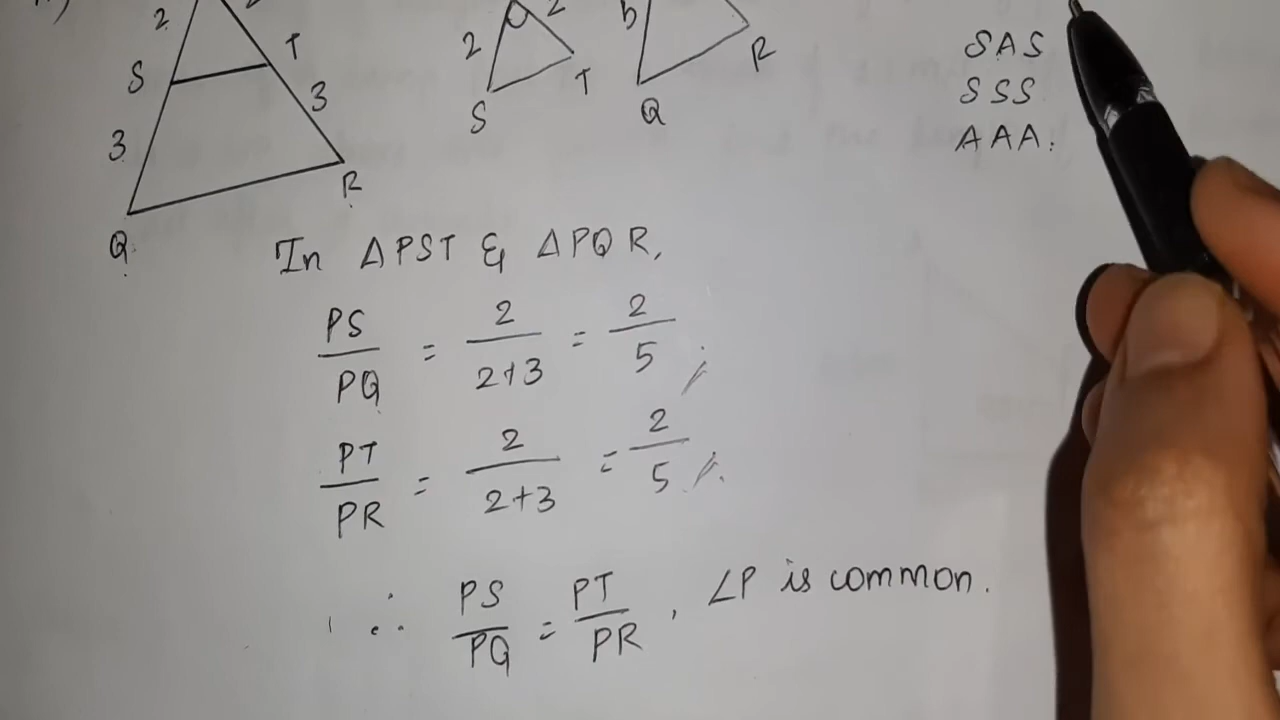 2
S
T
3
3
Q
R
2
2
S
T
b
Q
R
SAS
SSS
AAA.
In ΔPST & ΔPQR,
PS/PQ = 2/2+3 = 2/5
PT/PR = 2/2+3 = 2/5
∴ PS/PQ = PT/PR, ∠P is common.